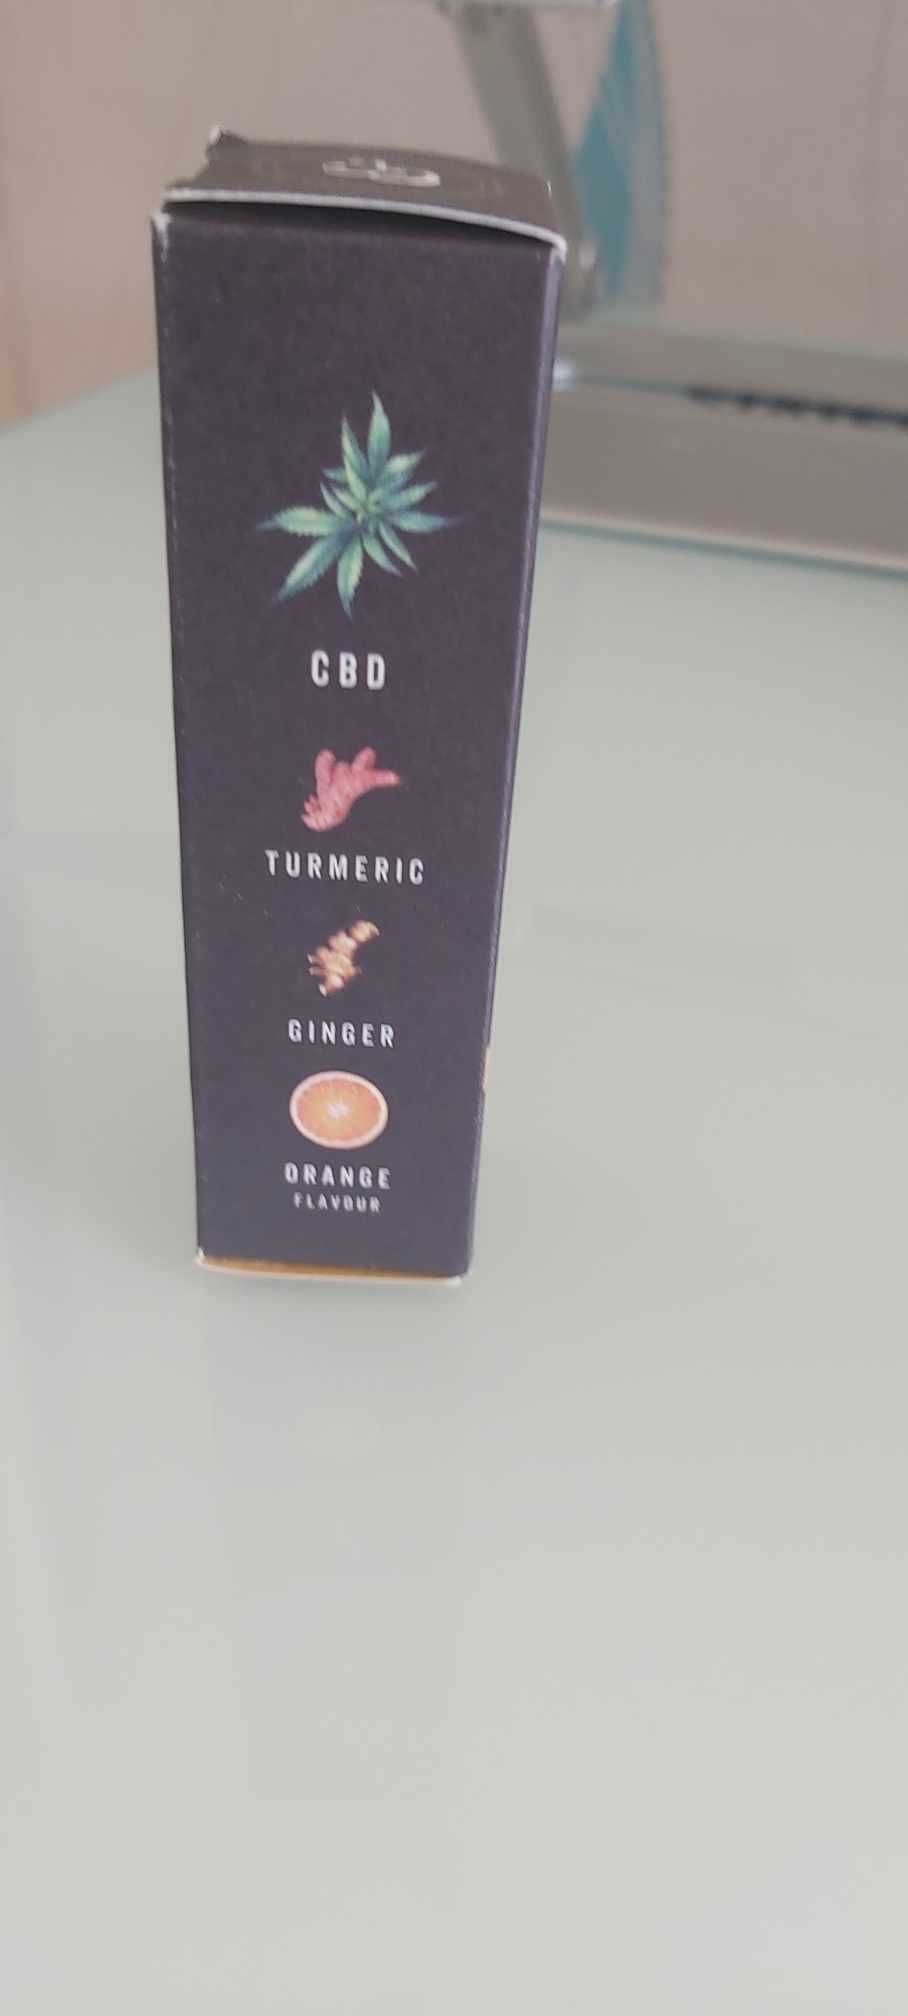 CBD
TURMERIC
GINGER
ORANGE
FLAVOUR